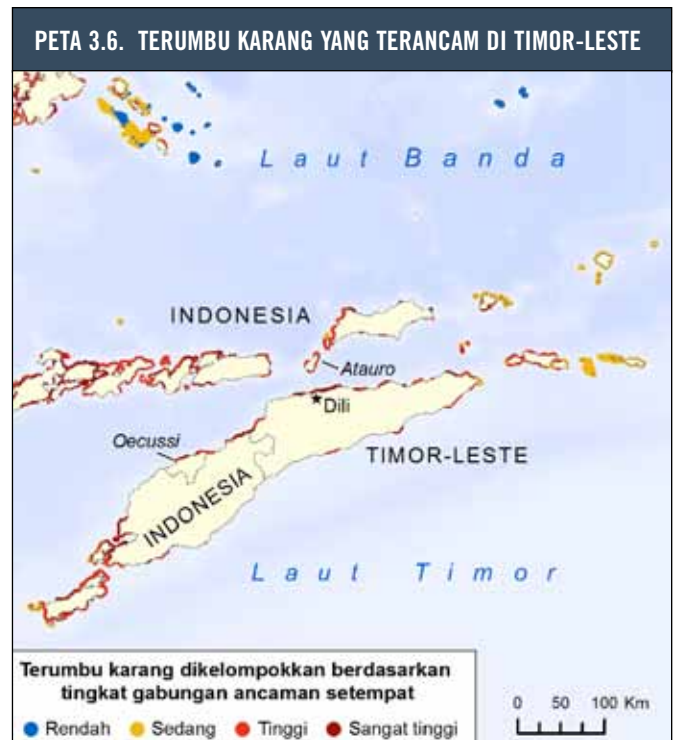 PETA 3.6. TERUMBU KARANG YANG TERANCAM DI TIMOR-LESTE
Laut Banda
INDONESIA
Atauro
Dili
Oecussi
TIMOR-LESTE
INDONESIA
Laut Timor
Terumbu karang dikelompokkan berdasarkan
tingkat gabungan ancaman setempat
0 50 100 Km
Rendah Sedang Tinggi Sangat tinggi